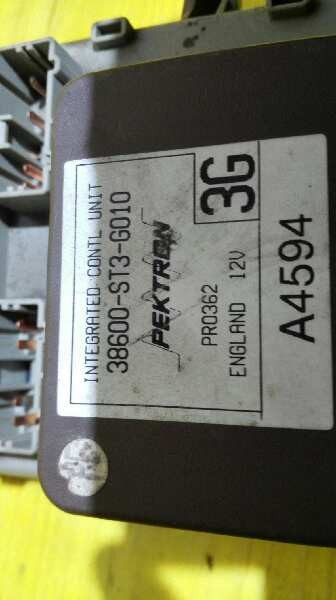 INTEGRATED CONTL UNIT
38600-ST3-G010
PEKTRON
PR0362
ENGLAND 12V
3G
A4594